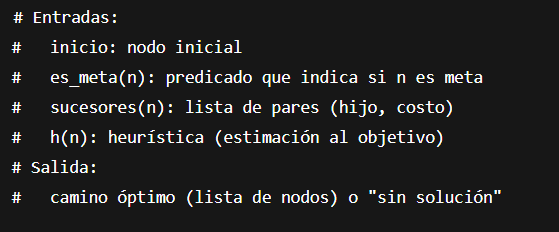 # Entradas:
#   inicio: nodo inicial
#   es_meta(n): predicado que indica si n es meta
#   sucesores(n): lista de pares (hijo, costo)
#   h(n): heurística (estimación al objetivo)
# Salida:
#   camino óptimo (lista de nodos) o "sin solución"